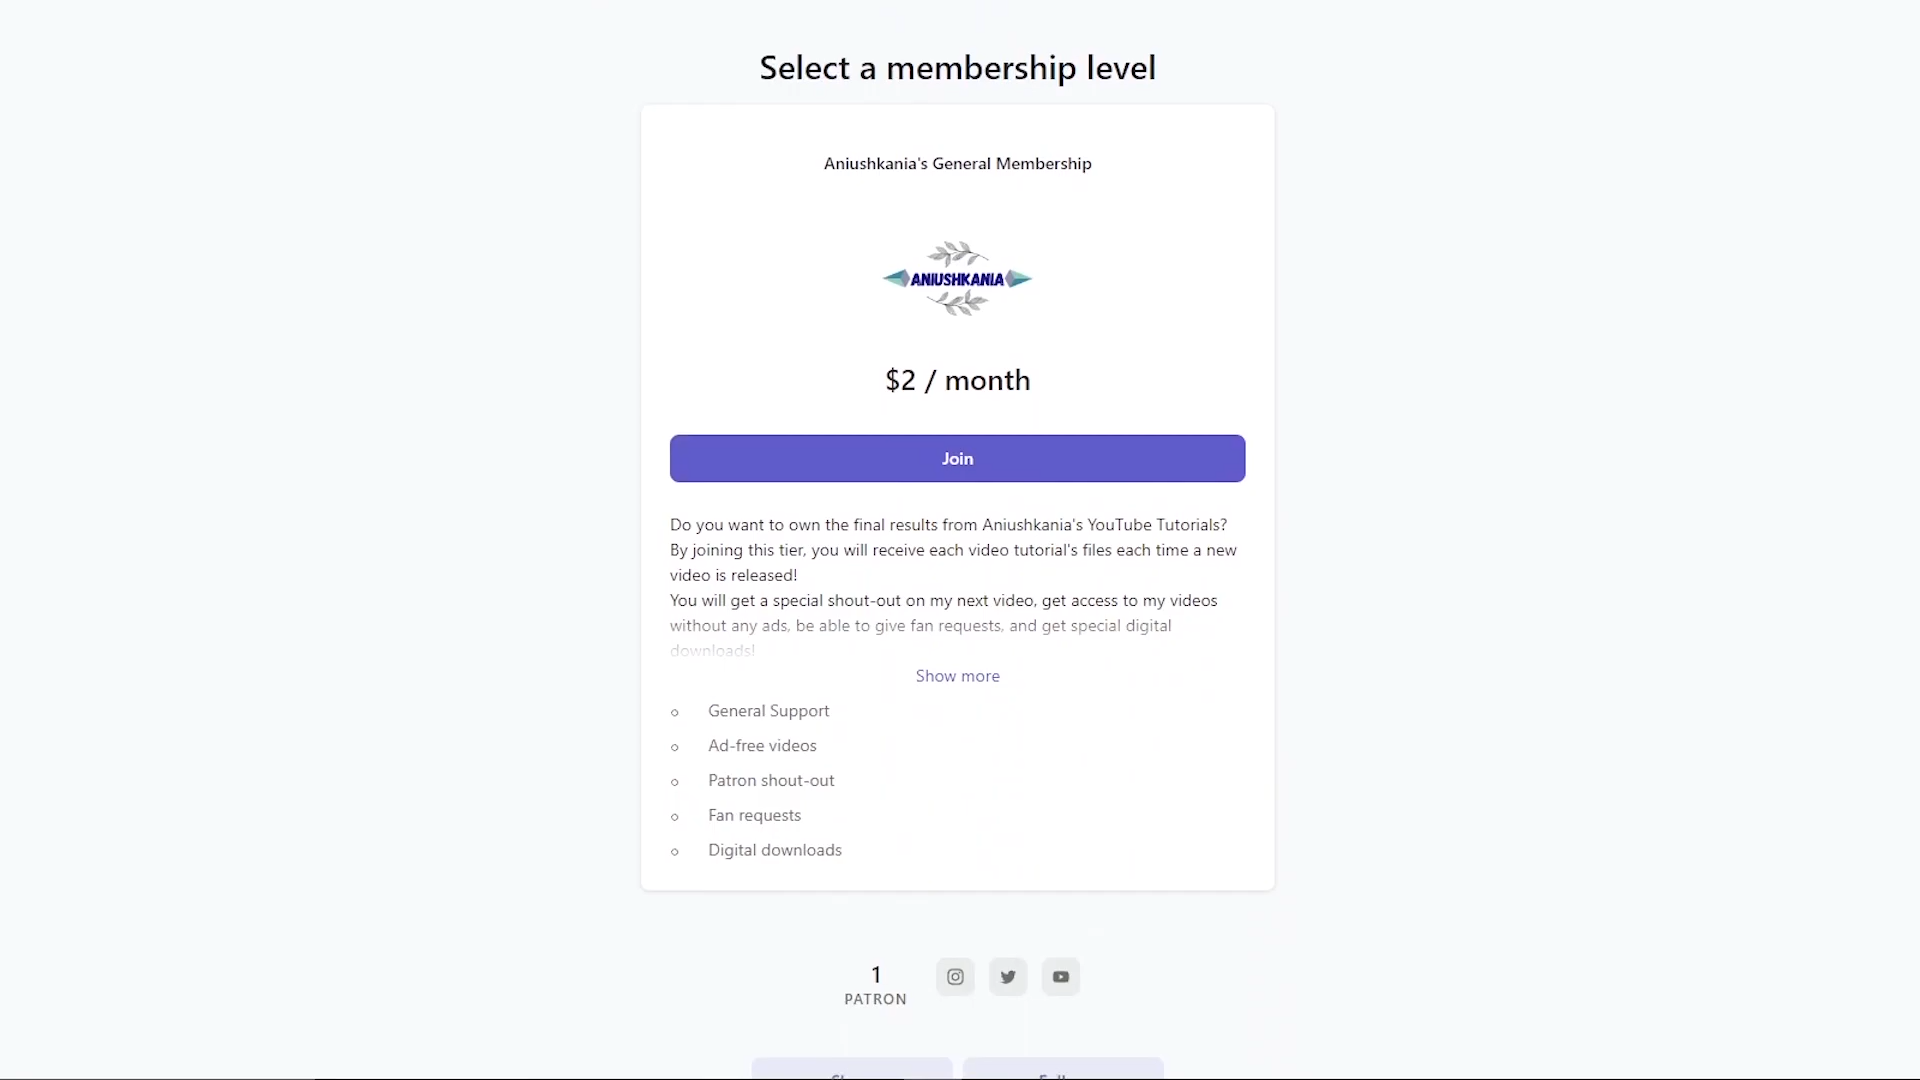 Select a membership level
Aniushkania's General Membership
ANIUSHKANIA
$2 / month
Join
Do you want to own the final results from Aniushkania's YouTube Tutorials?
By joining this tier, you will receive each video tutorial's files each time a new
video is released!
You will get a special shout-out on my next video, get access to my videos
without any ads, be able to give fan requests, and get special digital
downloads!
Show more
General Support
Ad-free videos
Patron shout-out
Fan requests
Digital downloads
1
PATRON